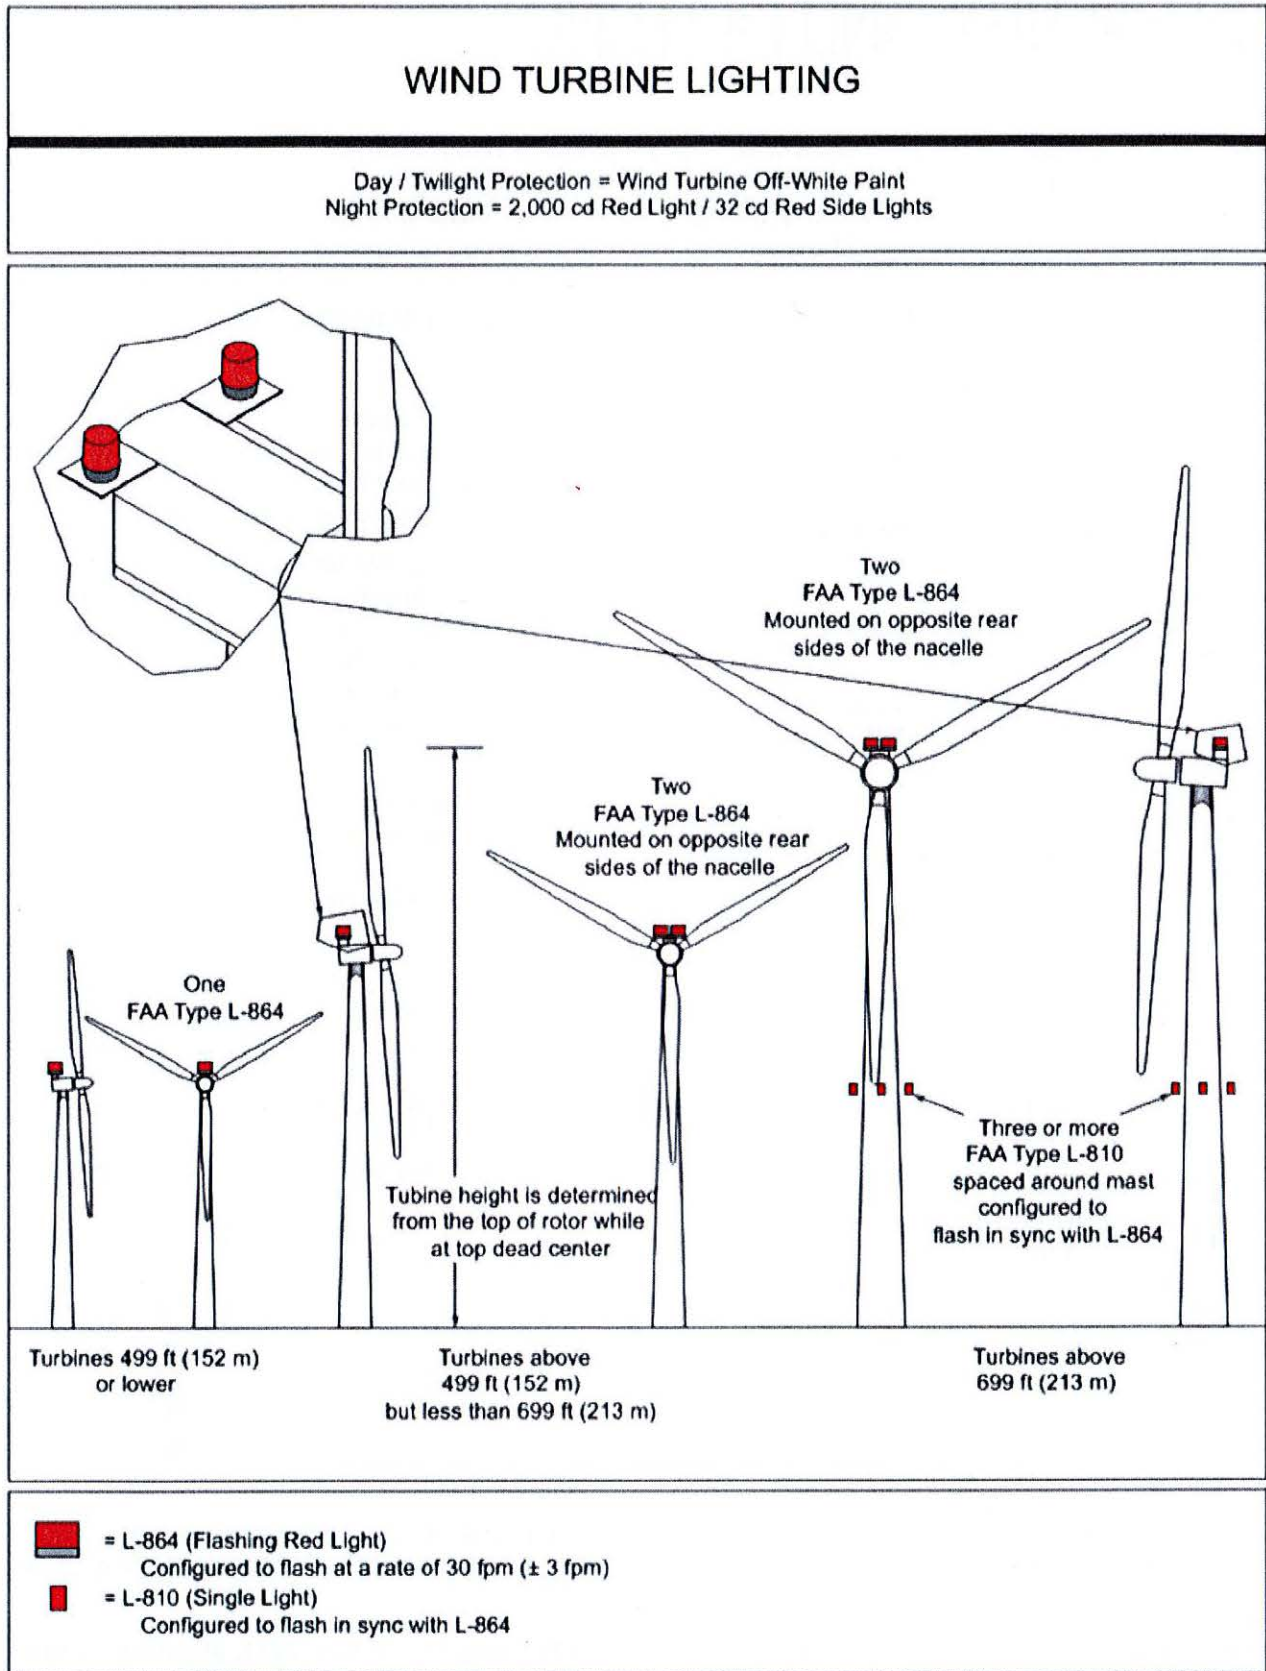 WIND TURBINE LIGHTING
Day / Twilight Protection = Wind Turbine Off-White Paint
Night Protection = 2,000 cd Red Light / 32 cd Red Side Lights
Two
FAA Type L-864
Mounted on opposite rear
sides of the nacelle
Two
FAA Type L-864
Mounted on opposite rear
sides of the nacelle
One
FAA Type L-864
Three or more
FAA Type L-810
spaced around mast
configured to
flash in sync with L-864
Tubine height is determined
from the top of rotor while
at top dead center
Turbines 499 ft (152 m)
or lower
Turbines above
499 ft (152 m)
but less than 699 ft (213 m)
Turbines above
699 ft (213 m)
= L-864 (Flashing Red Light)
Configured to flash at a rate of 30 fpm (± 3 fpm)
= L-810 (Single Light)
Configured to flash in sync with L-864